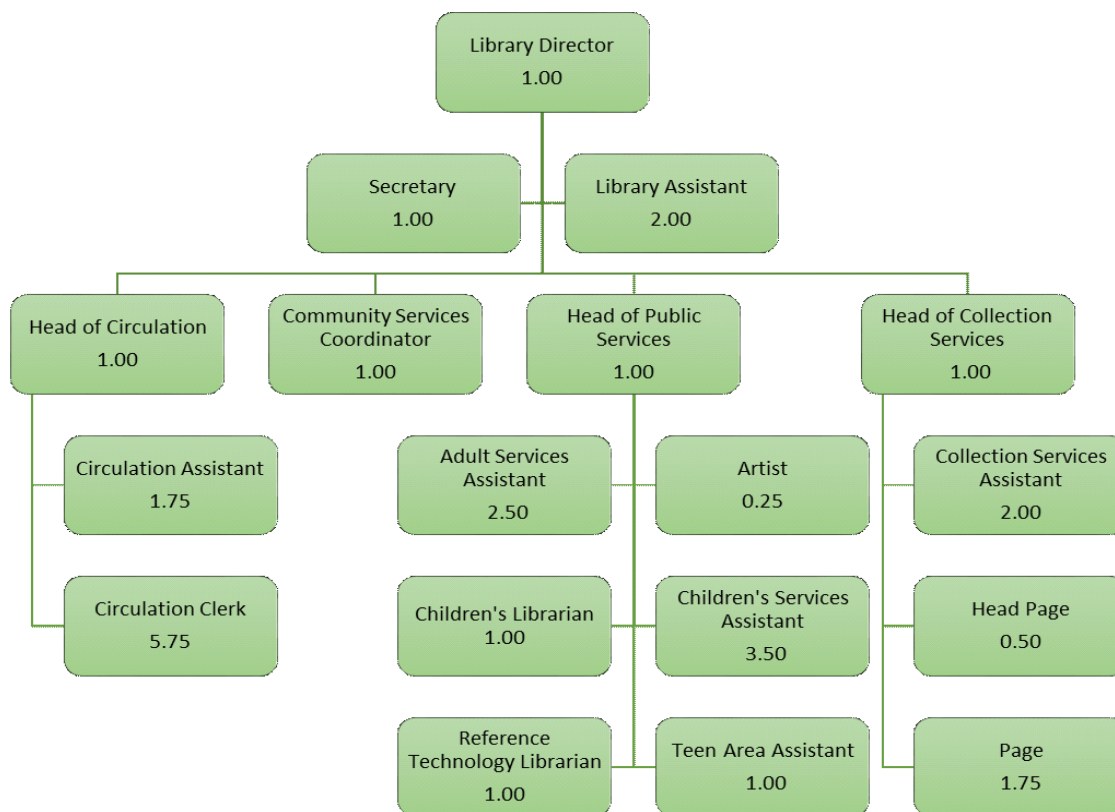 Library Director
1.00
Secretary
1.00
Library Assistant
2.00
Head of Circulation
1.00
Community Services
Coordinator
1.00
Head of Public
Services
1.00
Head of Collection
Services
1.00
Circulation Assistant
1.75
Circulation Clerk
5.75
Adult Services
Assistant
2.50
Artist
0.25
Children's Librarian
1.00
Children's Services
Assistant
3.50
Reference
Technology Librarian
1.00
Teen Area Assistant
1.00
Collection Services
Assistant
2.00
Head Page
0.50
Page
1.75